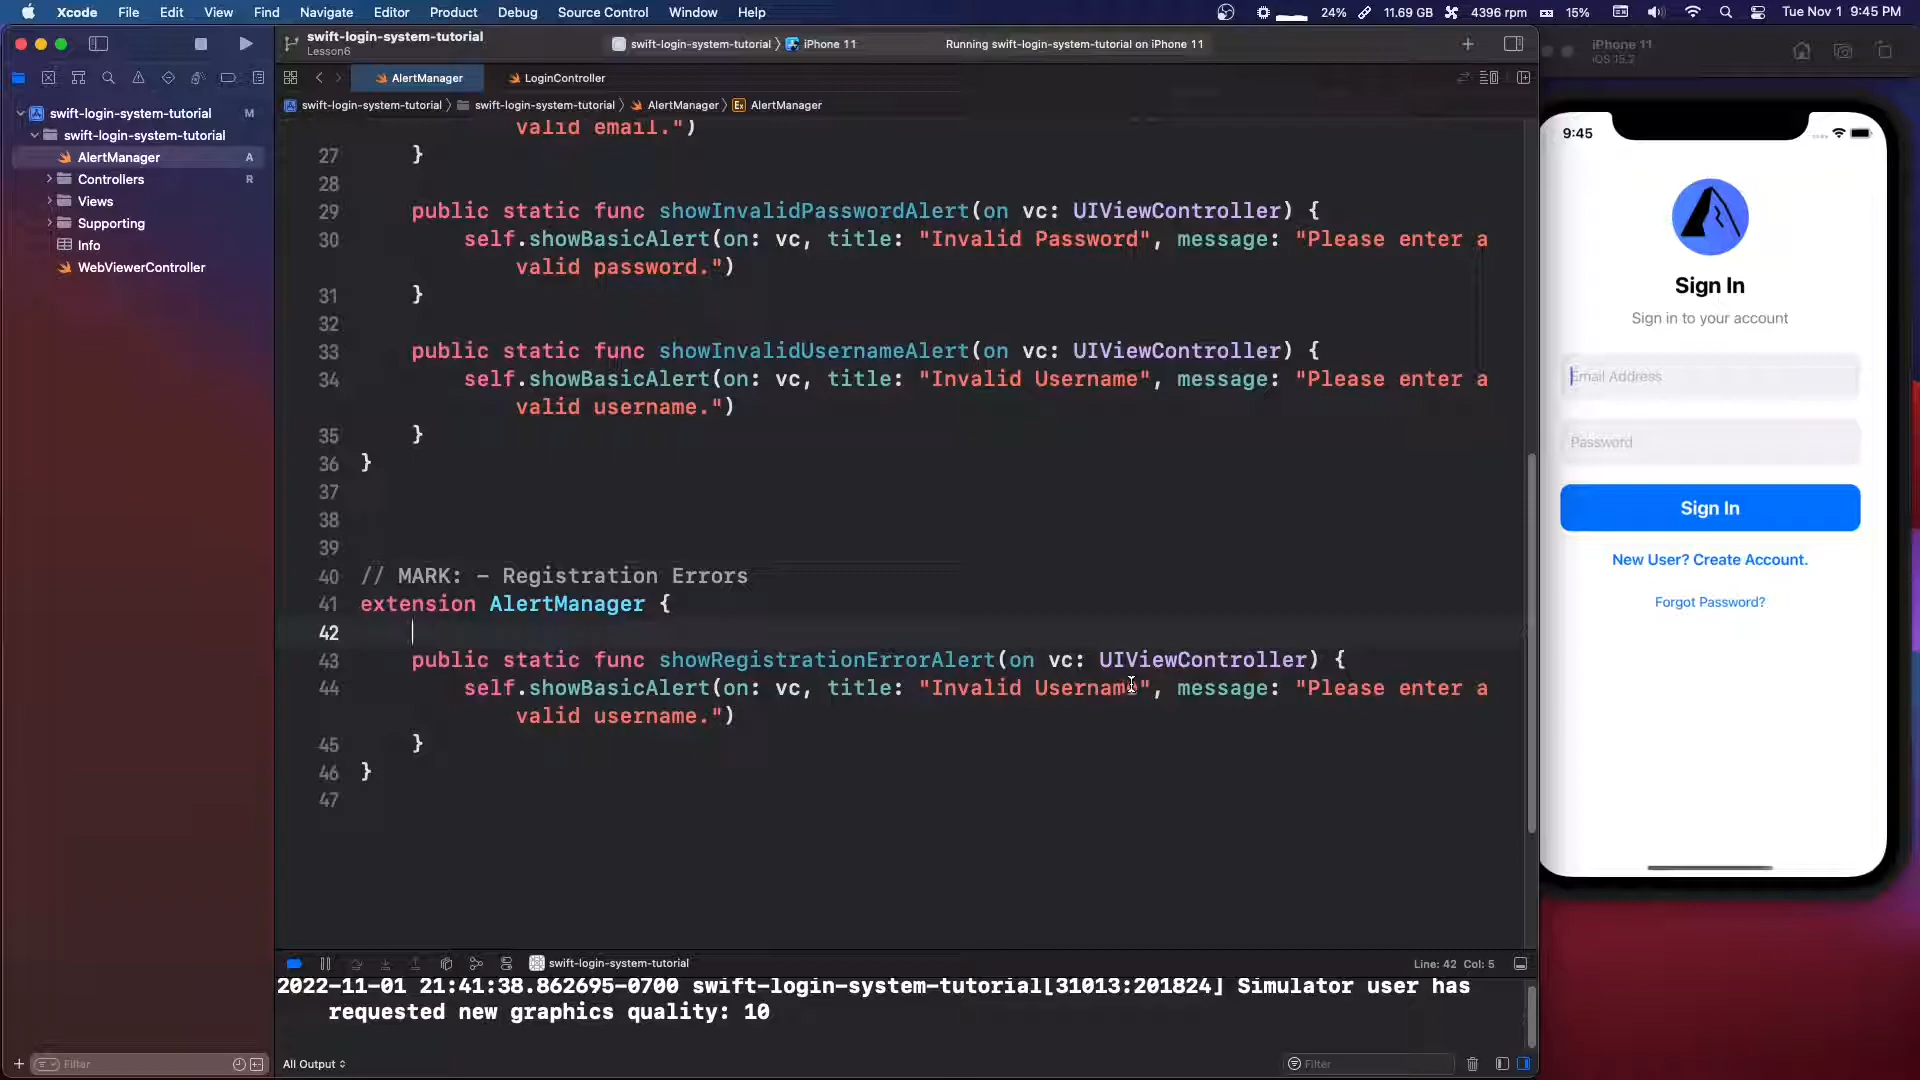 Xcode File Edit View Find Navigate Editor Product Debug Source Control Window Help 24% 11.69 GB 4396 rpm 15% Tue Nov 1 9:45 PM
swift-login-system-tutorial
Lesson6
swift-login-system-tutorial
iPhone 11
Running swift-login-system-tutorial on iPhone 11
iPhone 11
iOS 15.2
AlertManager
LoginController
swift-login-system-tutorial
swift-login-system-tutorial
AlertManager
Ex AlertManager
swift-login-system-tutorial M
swift-login-system-tutorial
AlertManager A
Controllers R
Views
Supporting
Info
WebViewerController
valid email.")
27 }
28
29 public static func showInvalidPasswordAlert(on vc: UIViewController) {
30 self.showBasicAlert(on: vc, title: "Invalid Password", message: "Please enter a
valid password.")
31 }
32
33 public static func showInvalidUsernameAlert(on vc: UIViewController) {
34 self.showBasicAlert(on: vc, title: "Invalid Username", message: "Please enter a
valid username.")
35 }
36 }
37
38
39
40 // MARK: - Registration Errors
41 extension AlertManager {
42
43 public static func showRegistrationErrorAlert(on vc: UIViewController) {
44 self.showBasicAlert(on: vc, title: "Invalid Username", message: "Please enter a
valid username.")
45 }
46 }
47
9:45
Sign In
Sign in to your account
Email Address
Password
Sign In
New User? Create Account.
Forgot Password?
swift-login-system-tutorial
Line: 42 Col: 5
2022-11-01 21:41:38.862695-0700 swift-login-system-tutorial[31013:201824] Simulator user has
requested new graphics quality: 10
Filter
All Output
Filter